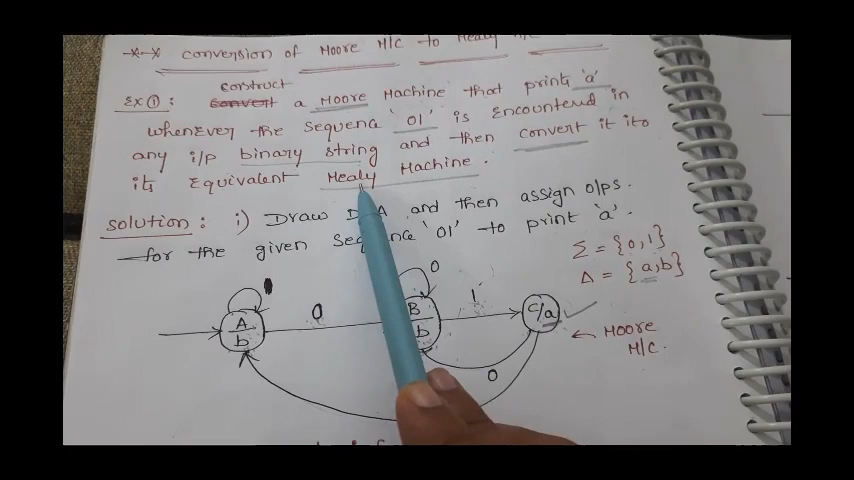 conversion of Moore M/C to Mealy M/C
construct
Ex ①: convert a Moore Machine that print 'a'
whenever the sequence '01' is encountered in
any i/p binary string and then convert it ito
its Equivalent Mealy Machine.
Solution: i) Draw D A and then assign o/ps.
for the given sequence '01' to print 'a'.
Σ = {0,1}
Δ = {a,b}
0
0
1
A
b
B
b
C/a
← Moore
M/C.
0